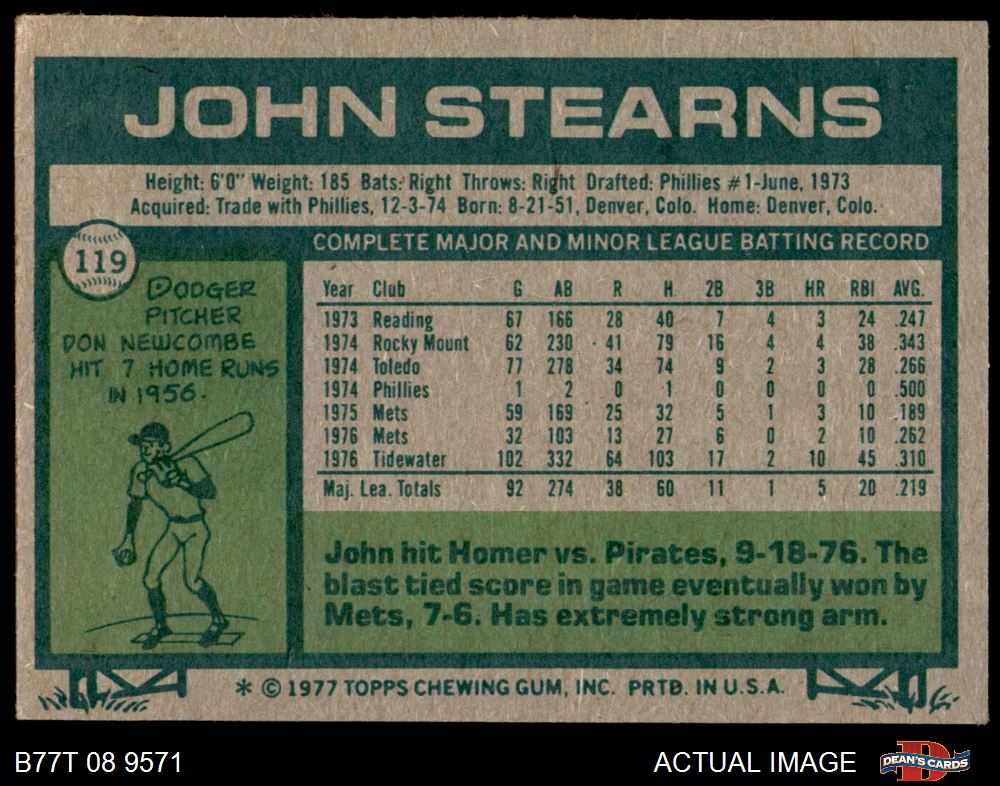 JOHN STEARNS
Height: 6'0" Weight: 185 Bats: Right Throws: Right Drafted: Phillies #1-June, 1973
Acquired: Trade with Phillies, 12-3-74 Born: 8-21-51, Denver, Colo. Home: Denver, Colo.
119
DODGER
PITCHER
DON NEWCOMBE
HIT 7 HOME RUNS
IN 1956.
COMPLETE MAJOR AND MINOR LEAGUE BATTING RECORD
Year Club G AB R H 2B 3B HR RBI AVG.
1973 Reading 67 166 28 40 7 4 3 24 .247
1974 Rocky Mount 62 230 41 79 16 4 4 38 .343
1974 Toledo 77 278 34 74 9 2 3 28 .266
1974 Phillies 1 2 0 1 0 0 0 0 .500
1975 Mets 59 169 25 32 5 1 3 10 .189
1976 Mets 32 103 13 27 6 0 2 10 .262
1976 Tidewater 102 332 64 103 17 2 10 45 .310
Maj. Lea. Totals 92 274 38 60 11 1 5 20 .219
John hit Homer vs. Pirates, 9-18-76. The
blast tied score in game eventually won by
Mets, 7-6. Has extremely strong arm.
* © 1977 TOPPS CHEWING GUM, INC. PRTD. IN U.S.A.
B77T 08 9571
ACTUAL IMAGE
DEAN'S CARDS